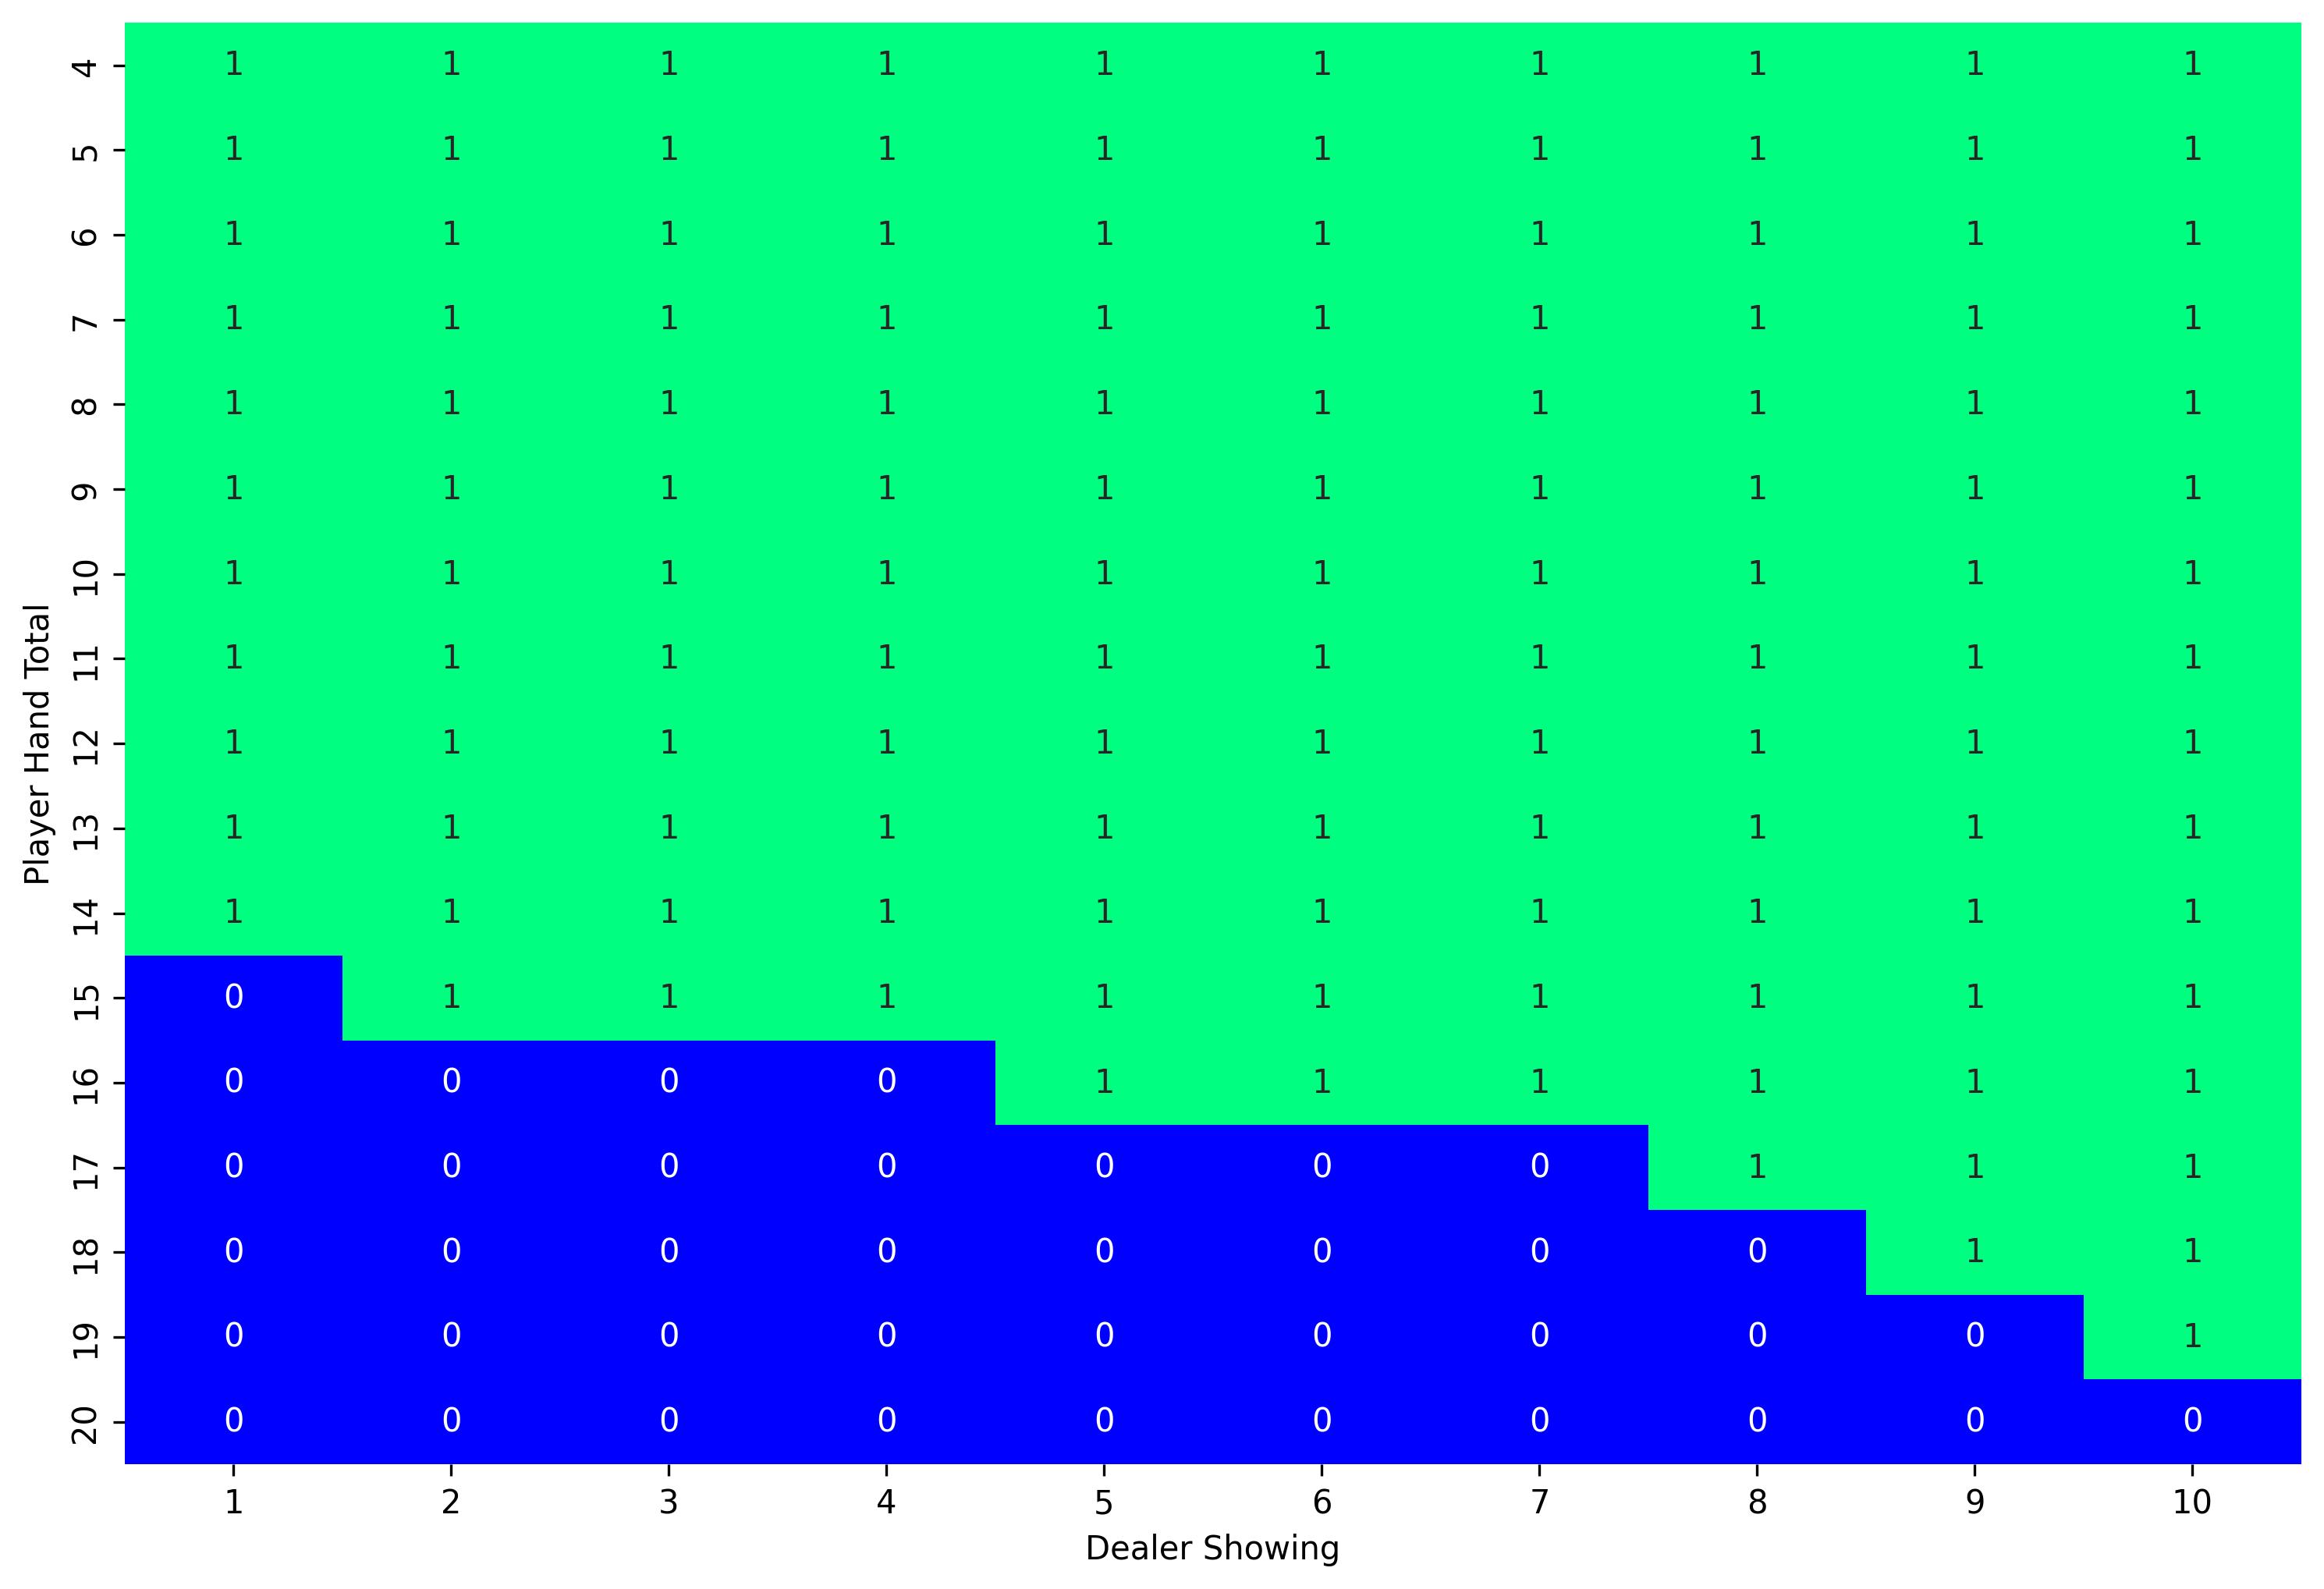 4 1 1 1 1 1 1 1 1 1 1
5 1 1 1 1 1 1 1 1 1 1
6 1 1 1 1 1 1 1 1 1 1
7 1 1 1 1 1 1 1 1 1 1
8 1 1 1 1 1 1 1 1 1 1
9 1 1 1 1 1 1 1 1 1 1
10 1 1 1 1 1 1 1 1 1 1
11 1 1 1 1 1 1 1 1 1 1
12 1 1 1 1 1 1 1 1 1 1
13 1 1 1 1 1 1 1 1 1 1
14 1 1 1 1 1 1 1 1 1 1
15 0 1 1 1 1 1 1 1 1 1
16 0 0 0 0 1 1 1 1 1 1
17 0 0 0 0 0 0 0 1 1 1
18 0 0 0 0 0 0 0 0 1 1
19 0 0 0 0 0 0 0 0 0 1
20 0 0 0 0 0 0 0 0 0 0
1 2 3 4 5 6 7 8 9 10
Dealer Showing
Player Hand Total